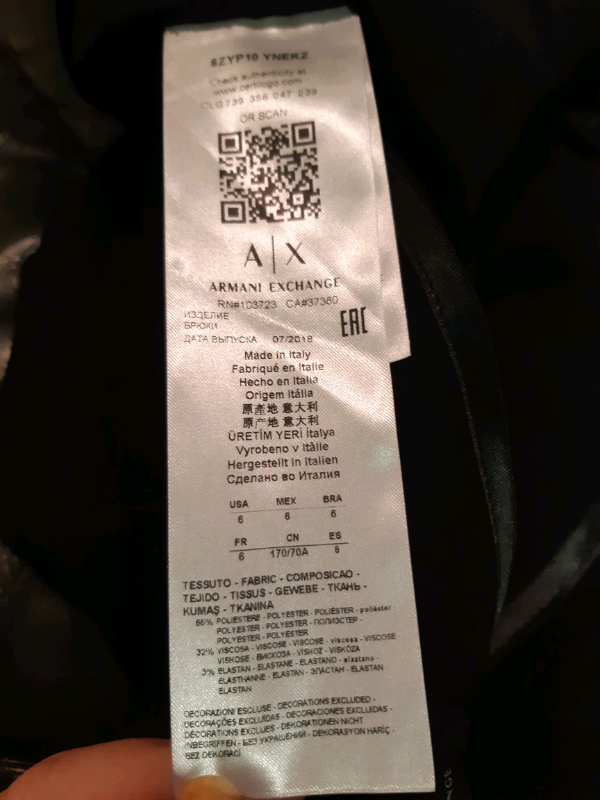 8ZYP10 YNEKZ
Check authenticity at
www.certilogo.com
CLG 739 356 047 239
OR SCAN
A|X
ARMANI EXCHANGE
RN#103723 CA#37360
ИЗДЕЛИЕ
БРЮКИ
ДАТА ВЫПУСКА 07/2018
EAC
Made in Italy
Fabriqué en Italie
Hecho en Italia
Origem Itália
原產地 意大利
原产地 意大利
ÜRETİM YERİ İtalya
Vyrobeno v Itálie
Hergestellt in Italien
Сделано во Италия
USA MEX BRA
6 6 6
FR CN ES
6 170/70A 6
TESSUTO - FABRIC - COMPOSICAO -
TEJIDO - TISSUS - GEWEBE - ТКАНЬ -
KUMAŞ - TKANINA
66% POLIESTERE - POLYESTER - POLIÉSTER - poliéster
POLYESTER - POLYESTER - ПОЛИЭСТЕР -
POLYESTER - POLYESTER
32% VISCOSA - VISCOSE - VISCOSE - viscosa - VISCOSE
VISKOSE - ВИСКОЗА - VİSKOZ - VISKÓZA
3% ELASTAN - ELASTANE - ELASTANO - elastano -
ELASTHANNE - ELASTAN - ЭЛАСТАН - ELASTAN -
ELASTAN
DECORAZIONI ESCLUSE - DECORATIONS EXCLUDED -
DECORAÇÕES EXCLUÍDAS - DECORACIONES EXCLUIDAS -
DÉCORATIONS EXCLUES - DEKORATIONEN NICHT
INBEGRIFFEN - БЕЗ УКРАШЕНИЙ - DEKORASYON HARİÇ -
BEZ DEKORACÍ